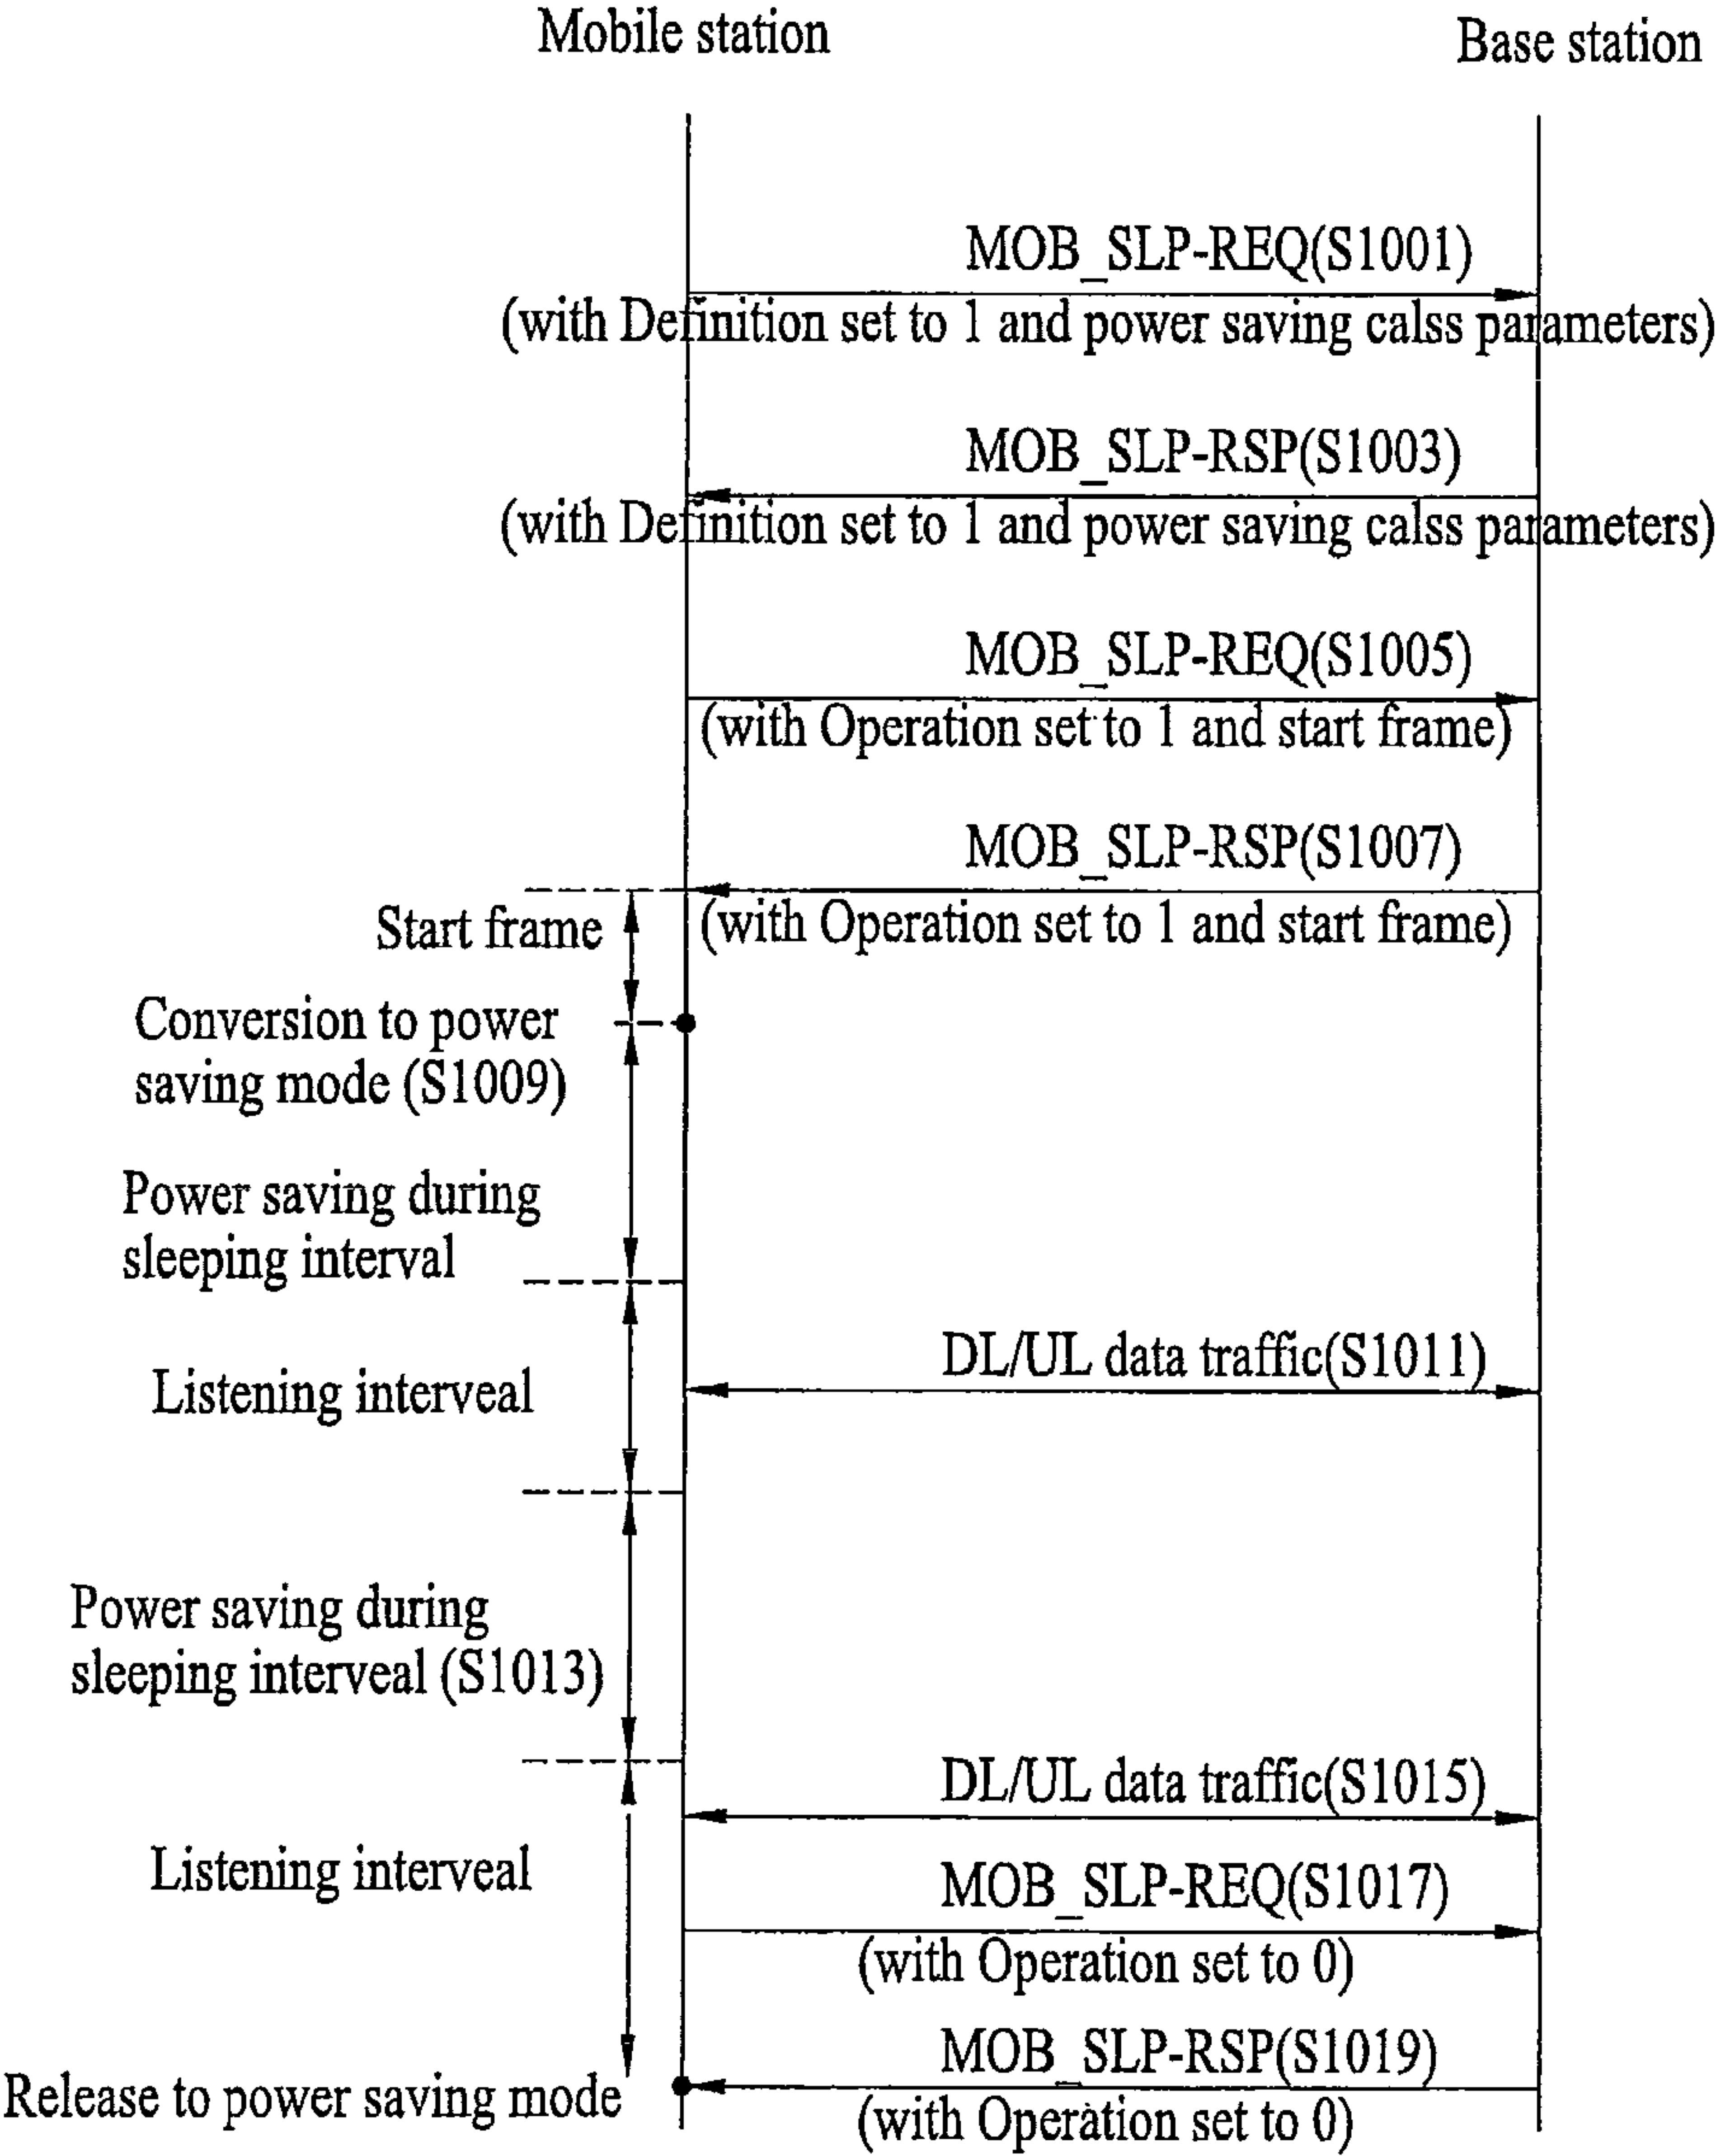 Mobile station
Base station
MOB_SLP-REQ(S1001)
(with Definition set to 1 and power saving calss parameters)
MOB_SLP-RSP(S1003)
(with Definition set to 1 and power saving calss parameters)
MOB_SLP-REQ(S1005)
(with Operation set to 1 and start frame)
MOB_SLP-RSP(S1007)
Start frame
(with Operation set to 1 and start frame)
Conversion to power
saving mode (S1009)
Power saving during
sleeping interval
DL/UL data traffic(S1011)
Listening interveal
Power saving during
sleeping interveal (S1013)
DL/UL data traffic(S1015)
Listening interveal
MOB_SLP-REQ(S1017)
(with Operation set to 0)
MOB_SLP-RSP(S1019)
Release to power saving mode
(with Operation set to 0)